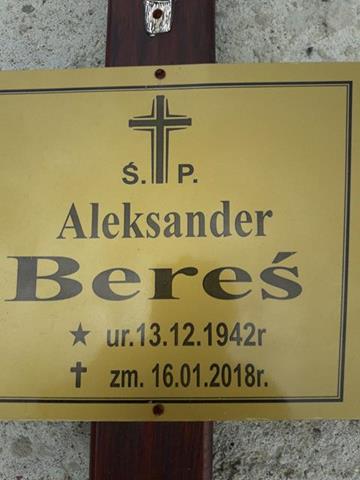 Ś. P.
Aleksander
Bereś
★ ur.13.12.1942r
✝ zm. 16.01.2018r.